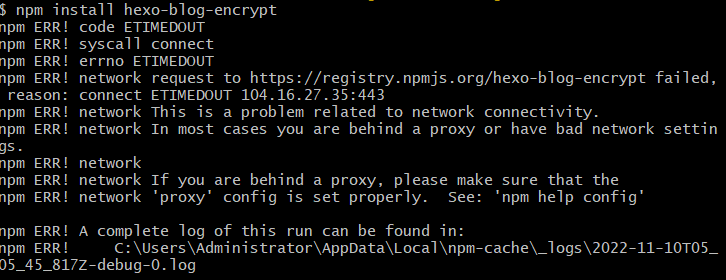 $ npm install hexo-blog-encrypt
npm ERR! code ETIMEDOUT
npm ERR! syscall connect
npm ERR! errno ETIMEDOUT
npm ERR! network request to https://registry.npmjs.org/hexo-blog-encrypt failed,
 reason: connect ETIMEDOUT 104.16.27.35:443
npm ERR! network This is a problem related to network connectivity.
npm ERR! network In most cases you are behind a proxy or have bad network settin
gs.
npm ERR! network
npm ERR! network If you are behind a proxy, please make sure that the
npm ERR! network 'proxy' config is set properly.  See: 'npm help config'

npm ERR! A complete log of this run can be found in:
npm ERR!     C:\Users\Administrator\AppData\Local\npm-cache\_logs\2022-11-10T05_
05_45_817Z-debug-0.log